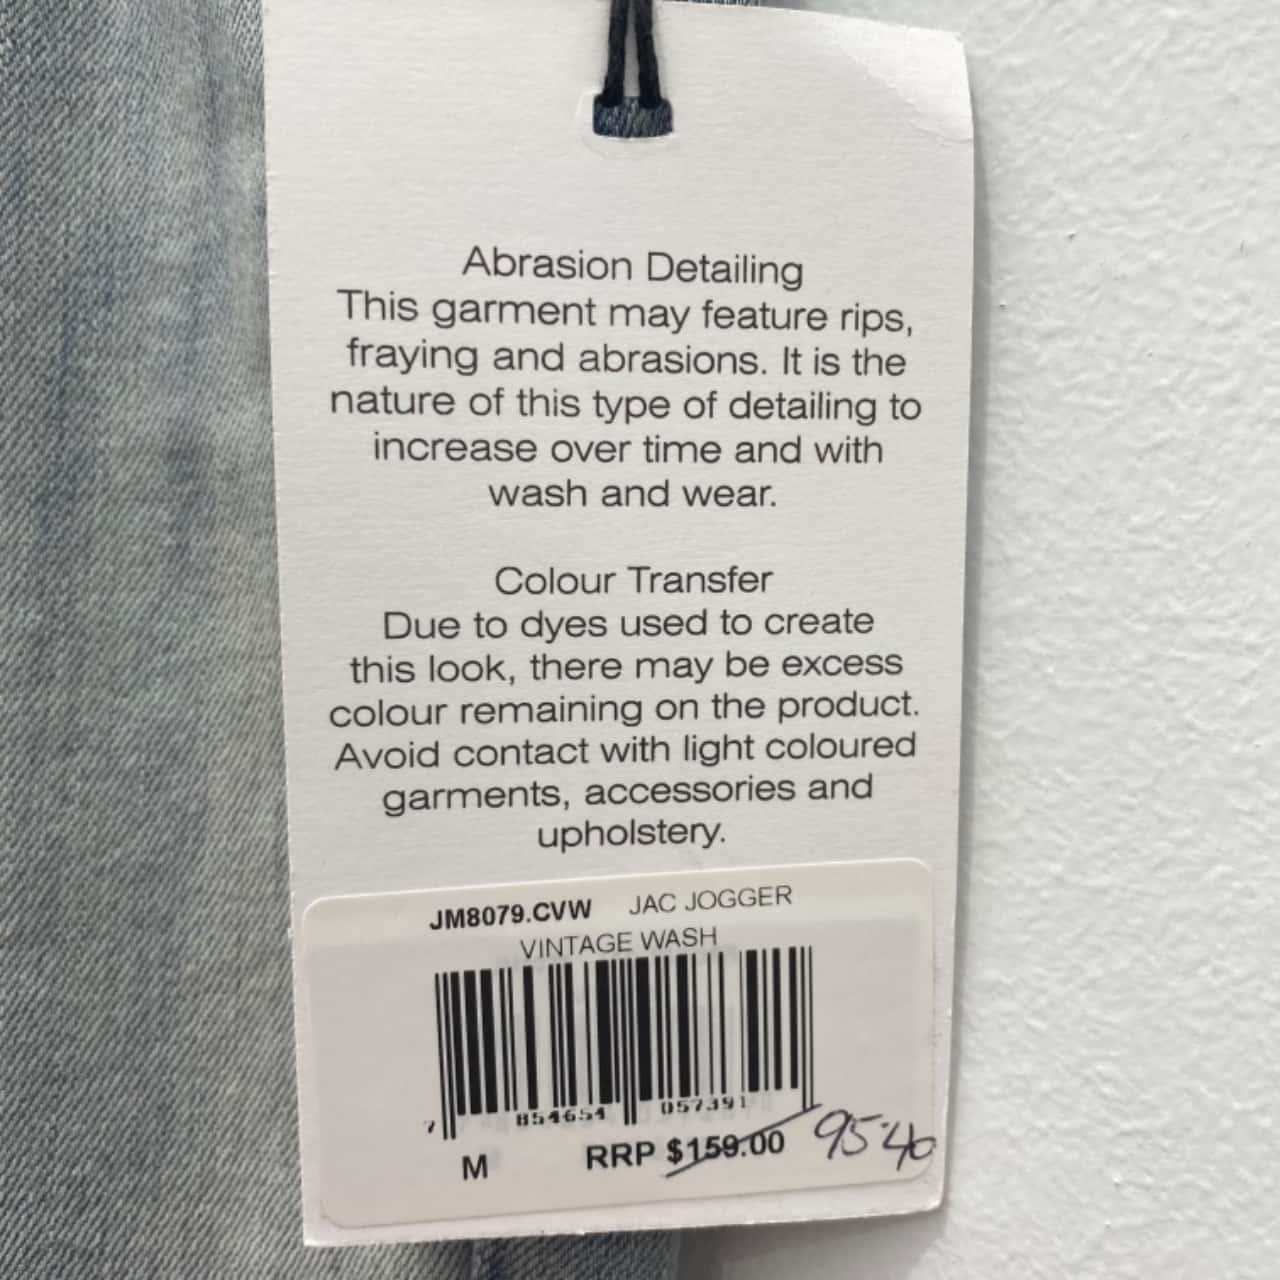 Abrasion Detailing
This garment may feature rips,
fraying and abrasions. It is the
nature of this type of detailing to
increase over time and with
wash and wear.
Colour Transfer
Due to dyes used to create
this look, there may be excess
colour remaining on the product.
Avoid contact with light coloured
garments, accessories and
upholstery.
JM8079.CVW JAC JOGGER
VINTAGE WASH
7 854654 057391
M RRP $159.00 95.40